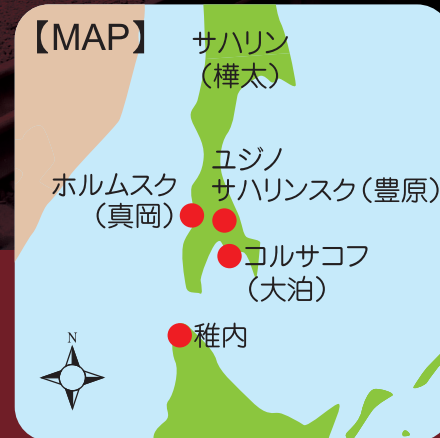 【MAP】
サハリン
（樺太）
ユジノ
サハリンスク（豊原）
ホルムスク
（真岡）
コルサコフ
（大泊）
稚内
N